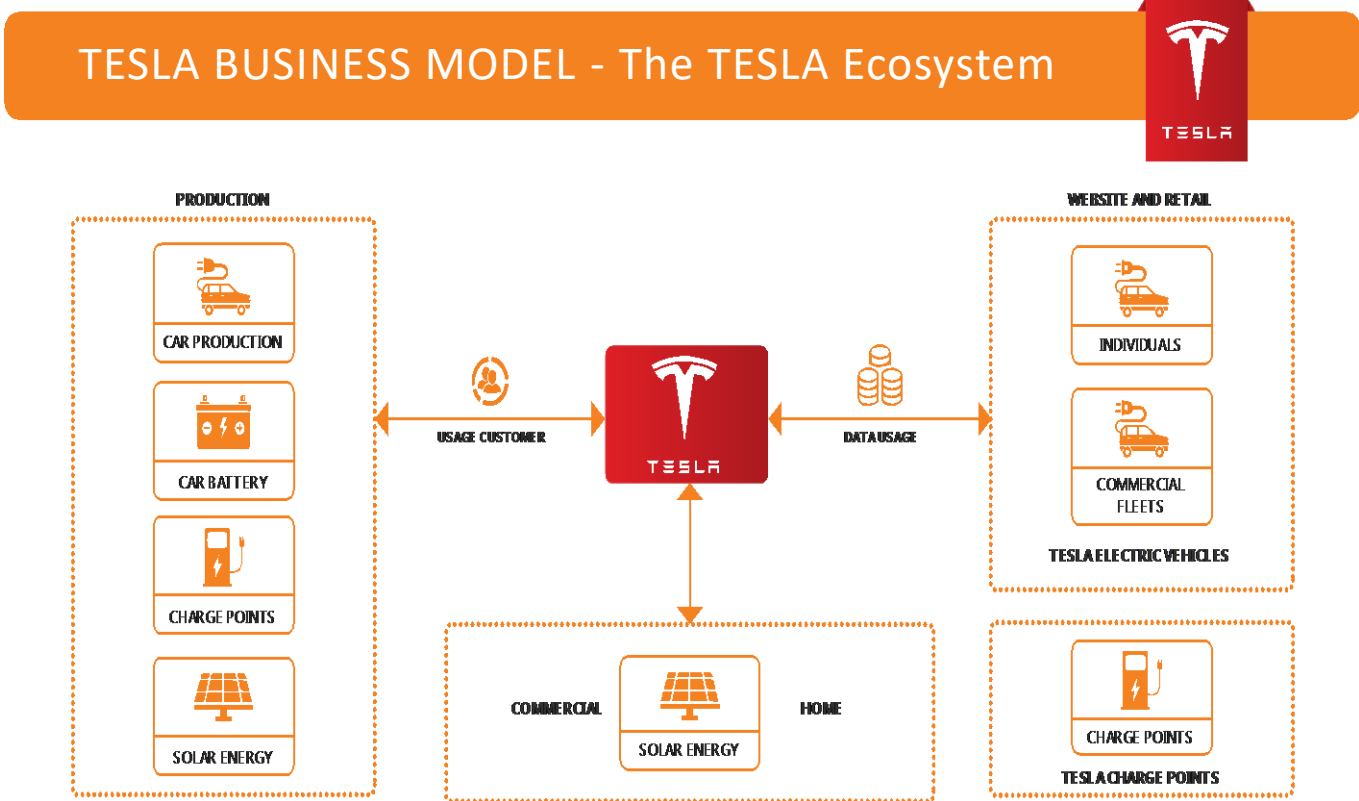 TESLA BUSINESS MODEL - The TESLA Ecosystem
TESLA
PRODUCTION
CAR PRODUCTION
CAR BATTERY
CHARGE POINTS
SOLAR ENERGY
USAGE CUSTOMER
TESLA
DATA USAGE
COMMERCIAL
SOLAR ENERGY
HOME
WEBSITE AND RETAIL
INDIVIDUALS
COMMERCIAL
FLEETS
TESLA ELECTRIC VEHICLES
CHARGE POINTS
TESLA CHARGE POINTS